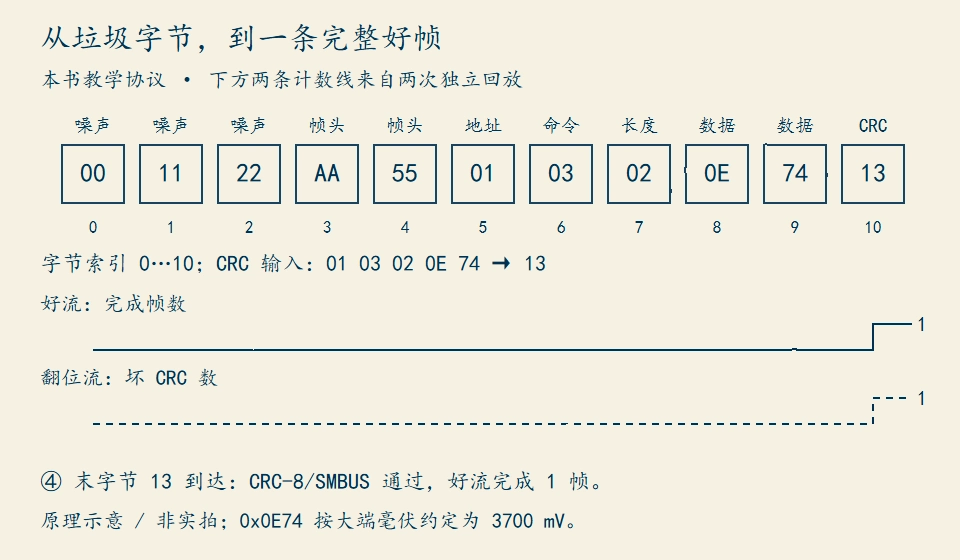 从垃圾字节，到一条完整好帧
本书教学协议 • 下方两条计数线来自两次独立回放
噪声 噪声 噪声 帧头 帧头 地址 命令 长度 数据 数据 CRC
00 11 22 AA 55 01 03 02 0E 74 13
0 1 2 3 4 5 6 7 8 9 10
字节索引 0…10；CRC 输入：01 03 02 0E 74 → 13
好流：完成帧数
1
翻位流：坏 CRC 数
1
④ 末字节 13 到达：CRC-8/SMBUS 通过，好流完成 1 帧。
原理示意 / 非实拍；0x0E74 按大端毫伏约定为 3700 mV。